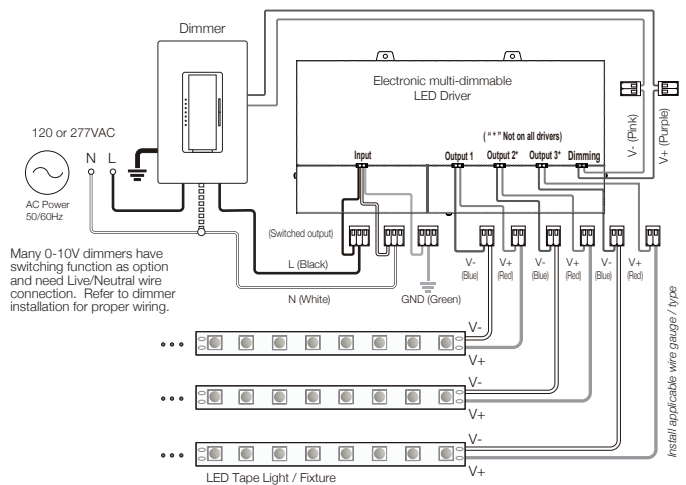 Dimmer
Electronic multi-dimmable
LED Driver
( " * " Not on all drivers)
Input
Output 1
Output 2*
Output 3*
Dimming
V- (Pink)
V+ (Purple)
120 or 277VAC
N
L
AC Power
50/60Hz
(Switched output)
L (Black)
N (White)
GND (Green)
V-
(Blue)
V+
(Red)
V-
(Blue)
V+
(Red)
V-
(Blue)
V+
(Red)
Many 0-10V dimmers have
switching function as option
and need Live/Neutral wire
connection. Refer to dimmer
installation for proper wiring.
V-
V+
V-
V+
V-
V+
LED Tape Light / Fixture
Install applicable wire gauge / type